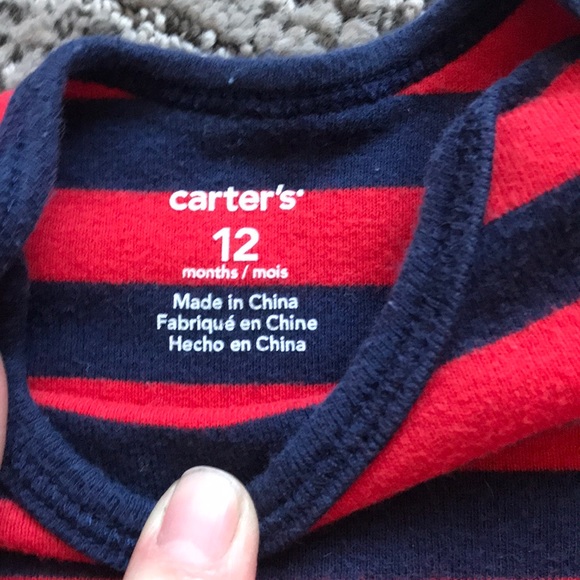 carter's
12
months / mois
Made in China
Fabriqué en Chine
Hecho en China